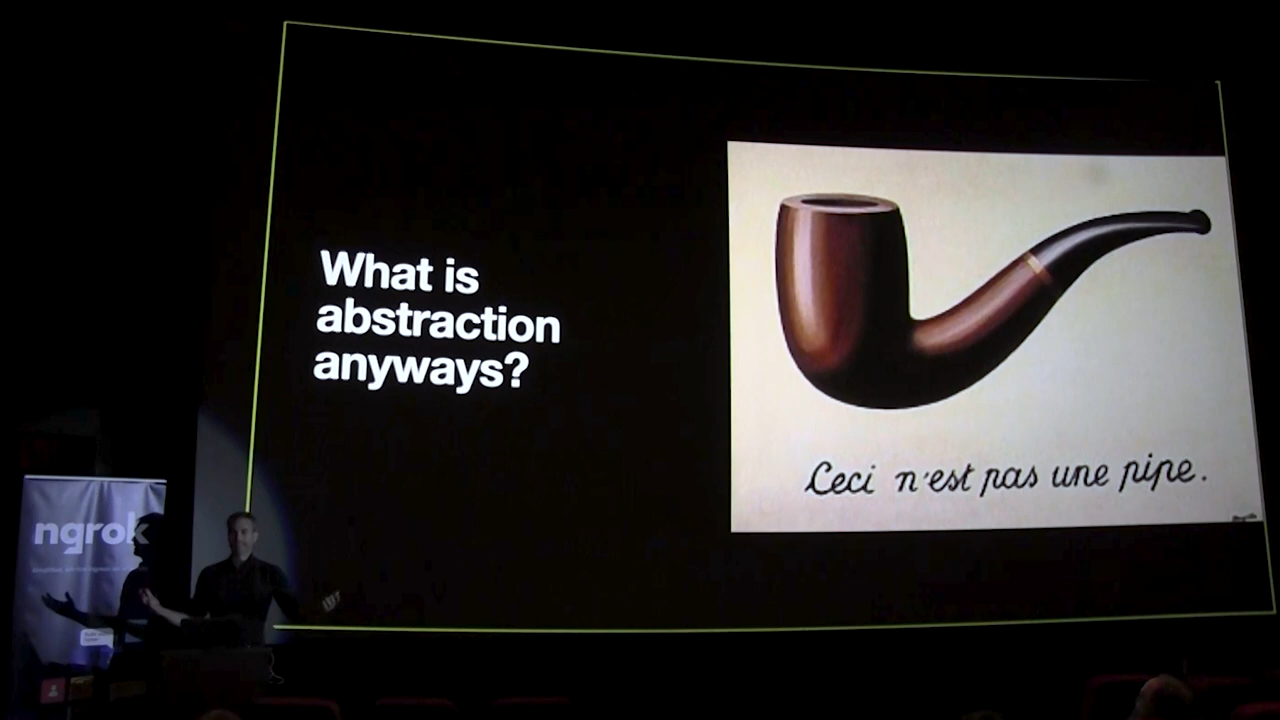 What is
abstraction
anyways?
Ceci n'est pas une pipe.
ngrok